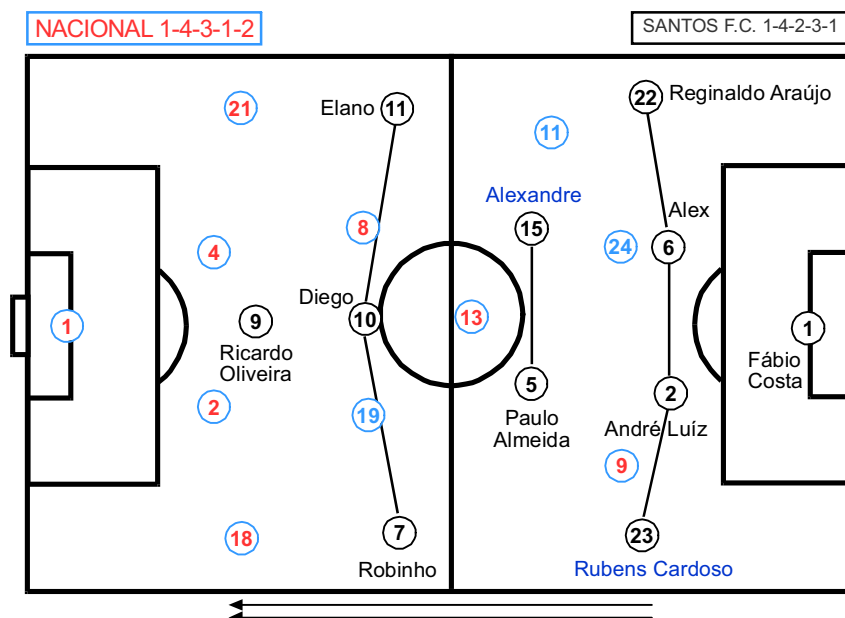 NACIONAL 1-4-3-1-2
SANTOS F.C. 1-4-2-3-1
21
Elano
11
11
22
Reginaldo Araújo
Alexandre
8
15
Alex
4
24
6
Diego
1
9
10
13
1
Ricardo
Oliveira
Fábio
Costa
5
2
2
19
Paulo
Almeida
André Luíz
9
18
7
23
Robinho
Rubens Cardoso